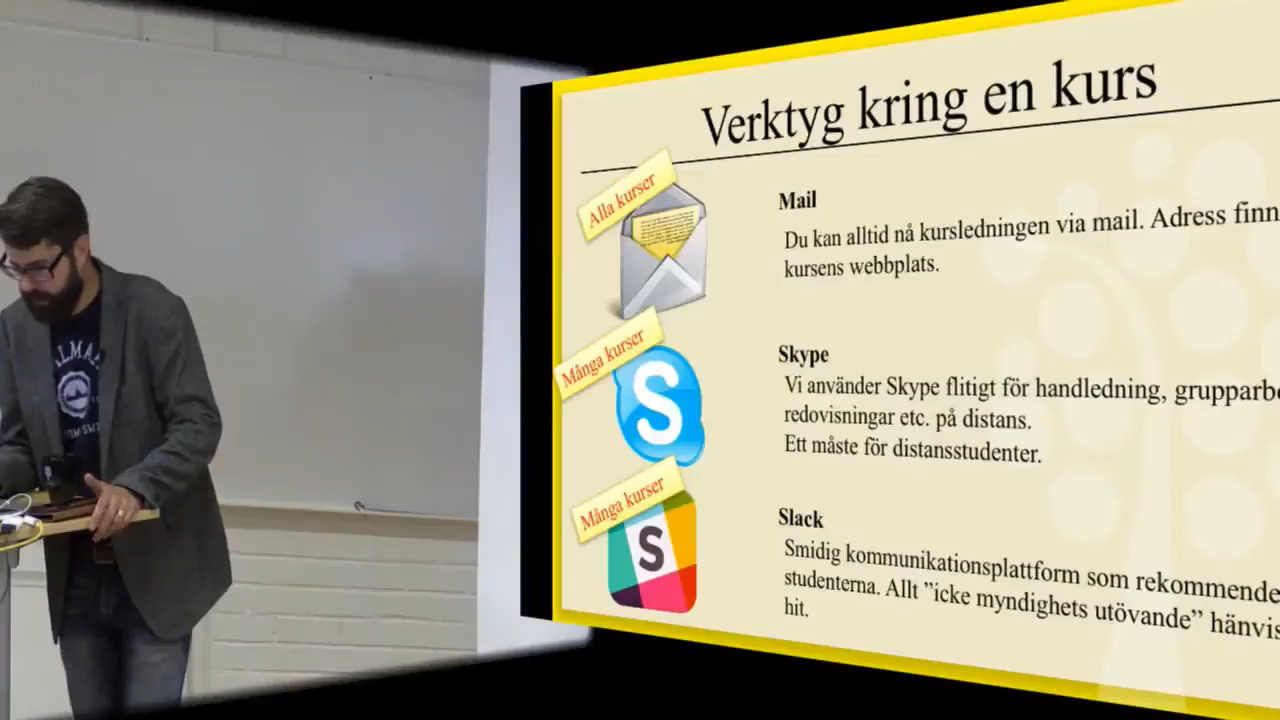 Verktyg kring en kurs
Alla kurser
Mail
Du kan alltid nå kursledningen via mail. Adress finn
kursens webbplats.
Många kurser
Skype
Vi använder Skype flitigt för handledning, grupparbe
redovisningar etc. på distans.
Ett måste för distansstudenter.
Många kurser
Slack
Smidig kommunikationsplattform som rekommende
studenterna. Allt ”icke myndighets utövande” hänvis
hit.
S
S